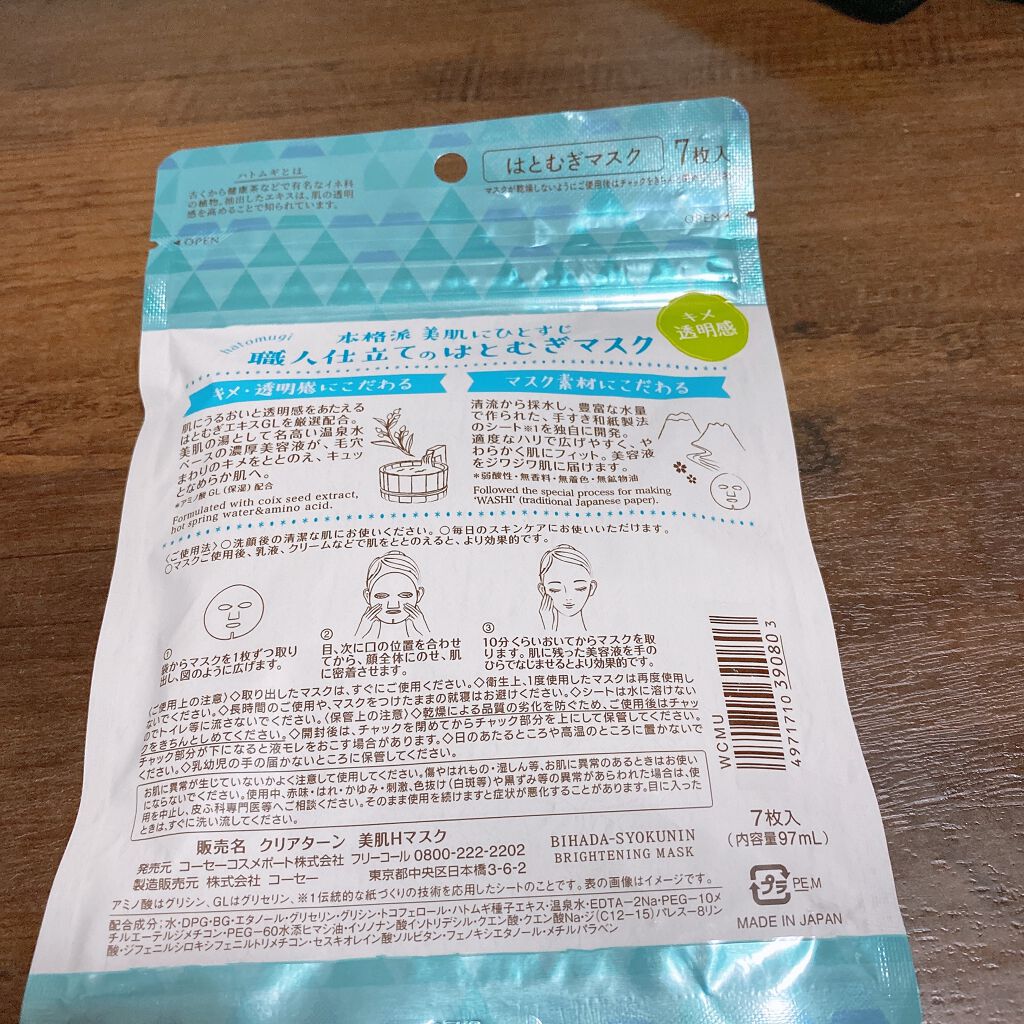 ハトムギとは
古くから健康茶などで有名なイネ科
の植物。抽出したエキスは、肌の透明
感を高めることで知られています。
はとむぎマスク 7枚入
マスクが乾燥しないようにご使用後はチャックをきちん
◀OPEN
OPEN
キメ
透明感
hatomugi
本格派 美肌にひとすじ
職人仕立てのはとむぎマスク
キメ・透明感にこだわる
肌にうるおいと透明感をあたえる
はとむぎエキスGLを厳選配合。
美肌の湯として名高い温泉水
ベースの濃厚美容液が、毛穴
まわりのキメをととのえ、キュッ
となめらか肌へ。
*アミノ酸GL(保湿)配合
Formulated with coix seed extract,
hot spring water&amino acid.
マスク素材にこだわる
清流から採水し、豊富な水量
で作られた、手すき和紙製法
のシート※1を独自に開発。
適度なハリで広げやすく、や
わらかく肌にフィット。美容液
をジワジワ肌に届けます。
*弱酸性・無香料・無着色・無鉱物油
Followed the special process for making
'WASHI' (traditional Japanese paper).
〈ご使用法〉○洗顔後の清潔な肌にお使いください。○毎日のスキンケアにお使いいただけます。
○マスクご使用後、乳液、クリームなどで肌をととのえると、より効果的です。
①
袋からマスクを1枚ずつ取り
出し、図のように広げます。
②
目、次に口の位置を合わせ
てから、顔全体にのせ、肌
に密着させます。
③
10分くらいおいてからマスクを取
ります。肌に残った美容液を手の
ひらでなじませるとより効果的です。
〈ご使用上の注意〉◇取り出したマスクは、すぐにご使用ください。◇衛生上、1度使用したマスクは再度使用し
ないでください。◇長時間のご使用や、マスクをつけたままの就寝はお避けください。◇シートは水に溶けない
のでトイレ等に流さないでください。〈保管上の注意〉◇乾燥による品質の劣化を防ぐため、ご使用後はチャッ
クをきちんとしめてください。◇開封後は、チャックを閉めてからチャック部分を上にして保管してください。
チャック部分が下になると液モレをおこす場合があります。◇日のあたるところや高温のところに置かないで
ください。◇乳幼児の手の届かないところに保管してください。
お肌に異常が生じていないかよく注意して使用してください。傷やはれもの・湿しん等、お肌に異常のあるときはお使い
にならないでください。使用中、赤味・はれ・かゆみ・刺激、色抜け(白斑等)や黒ずみ等の異常があらわれた場合は、使
用を中止し、皮ふ科専門医等へご相談ください。そのまま使用を続けますと症状が悪化することがあります。目に入った
ときは、すぐに洗い流してください。
販売名 クリアターン 美肌Hマスク
発売元 コーセーコスメポート株式会社 フリーコール 0800-222-2202
製造販売元 株式会社 コーセー 東京都中央区日本橋3-6-2
BIHADA-SYOKUNIN
BRIGHTENING MASK
アミノ酸はグリシン、GLはグリセリン、※1伝統的な紙づくりの技術を応用したシートのことです。表の画像はイメージです。
配合成分;水・DPG・BG・エタノール・グリセリン・グリシン・トコフェロール・ハトムギ種子エキス・温泉水・EDTA-2Na・PEG-10メ
チルエーテルジメチコン・PEG-60水添ヒマシ油・イソノナン酸イソトリデシル・クエン酸・クエン酸Na・ジ(C12-15)パレス-8リン
酸・ジフェニルシロキシフェニルトリメチコン・セスキオレイン酸ソルビタン・フェノキシエタノール・メチルパラベン
WCMU
4971710390803
7枚入
(内容量97mL)
プラ PE,M
MADE IN JAPAN